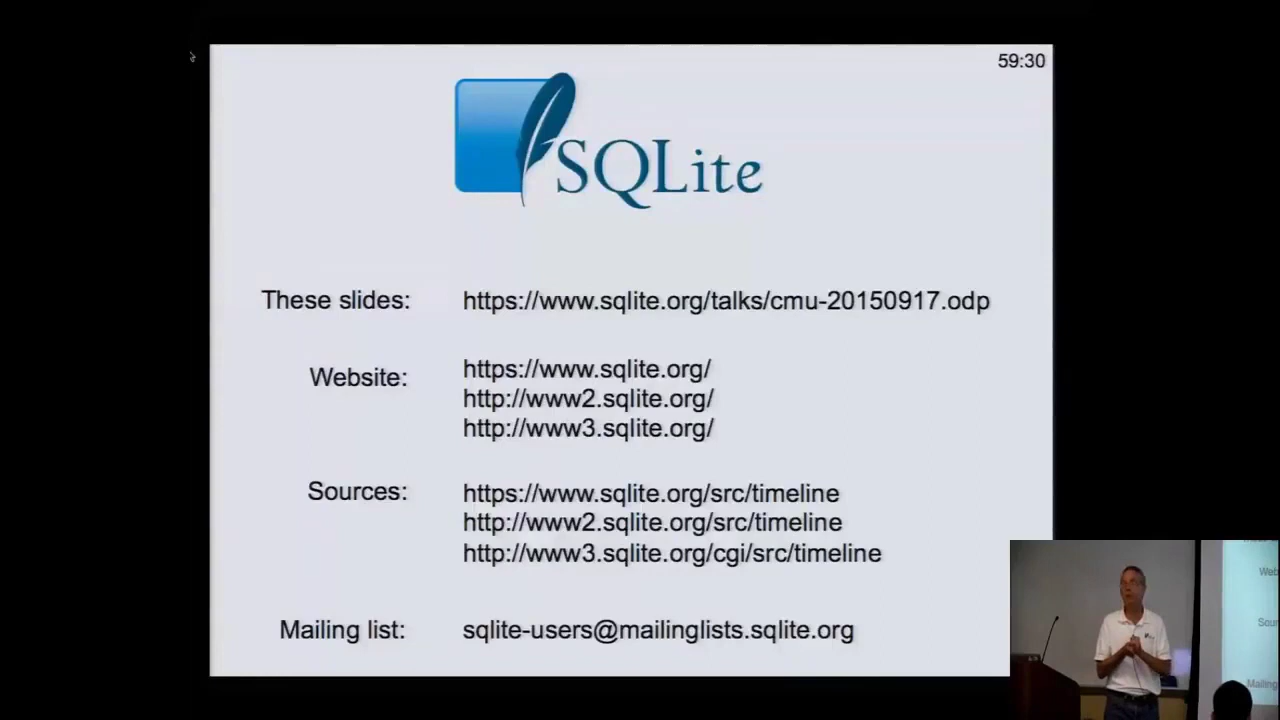 59:30
SQLite
These slides: https://www.sqlite.org/talks/cmu-20150917.odp
Website:
https://www.sqlite.org/
http://www2.sqlite.org/
http://www3.sqlite.org/
Sources:
https://www.sqlite.org/src/timeline
http://www2.sqlite.org/src/timeline
http://www3.sqlite.org/cgi/src/timeline
Mailing list: sqlite-users@mailinglists.sqlite.org